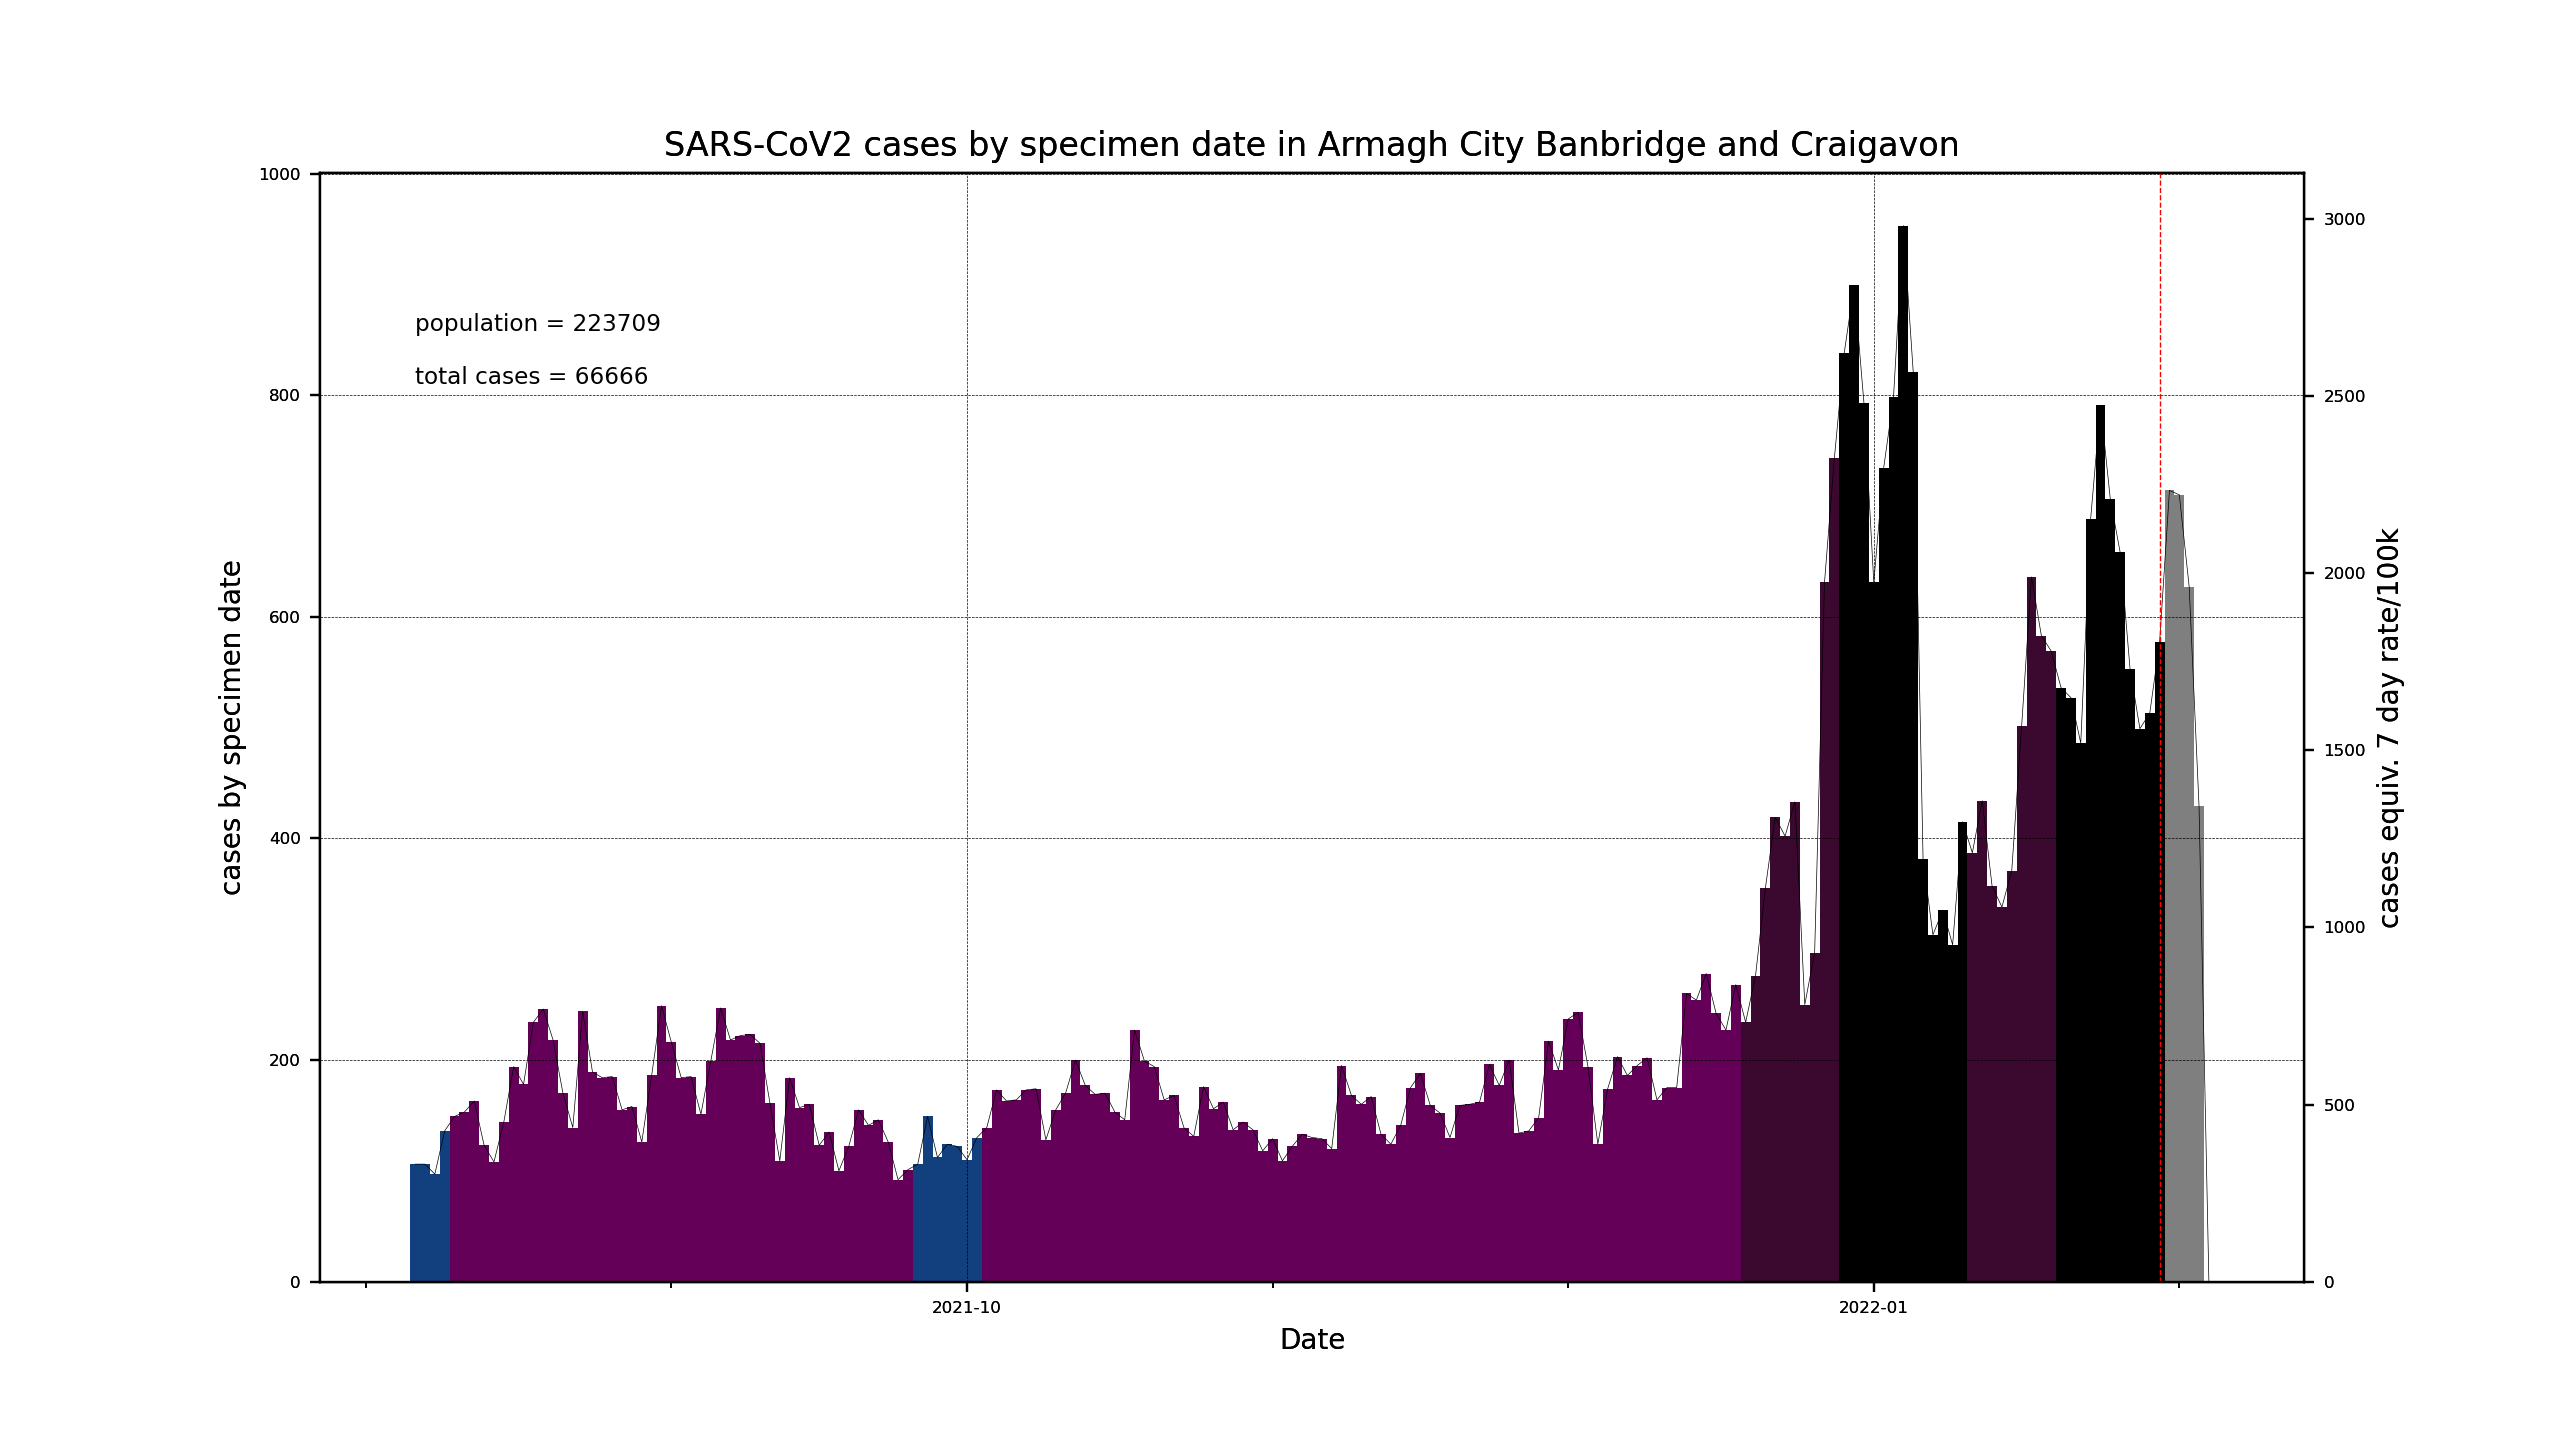 SARS-CoV2 cases by specimen date in Armagh City Banbridge and Craigavon
1000
800
600
400
200
0
cases by specimen date
population = 223709
total cases = 66666
3000
2500
2000
1500
1000
500
0
cases equiv. 7 day rate/100k
2021-10
2022-01
Date